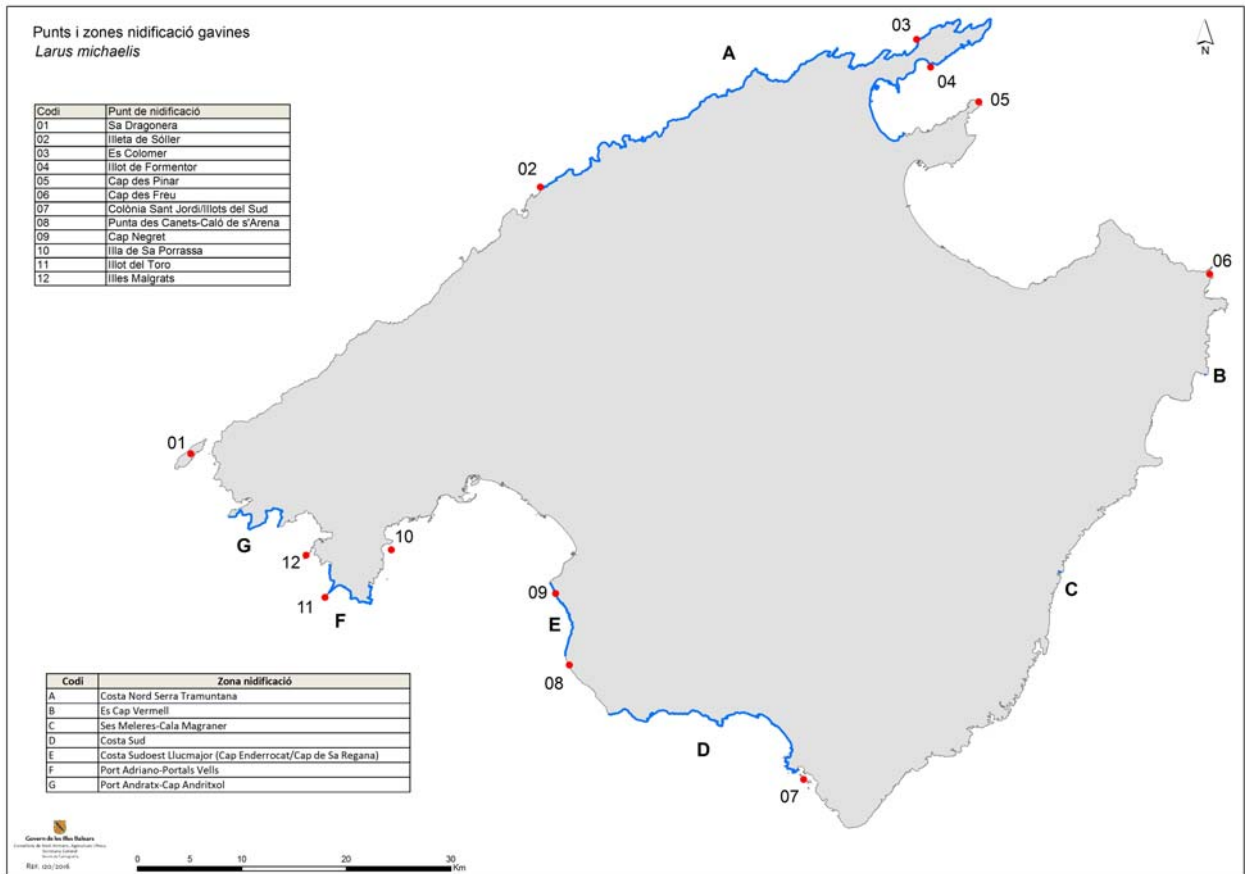 Punts i zones nidificació gavines
Larus michaelis
N
Codi Punt de nidificació
01 Sa Dragonera
02 Illeta de Sóller
03 Es Colomer
04 Illot de Formentor
05 Cap des Pinar
06 Cap des Freu
07 Colònia Sant Jordi/Illots del Sud
08 Punta des Canets-Caló de s'Arena
09 Cap Negret
10 Illa de Sa Porrassa
11 Illot del Toro
12 Illes Malgrats
A
03
04
05
02
06
B
01
G
12
10
11
F
09
E
08
C
D
07
Codi Zona nidificació
A Costa Nord Serra Tramuntana
B Es Cap Vermell
C Ses Meleres-Cala Magraner
D Costa Sud
E Costa Sudoest Llucmajor (Cap Enderrocat/Cap de Sa Regana)
F Port Adriano-Portals Vells
G Port Andratx-Cap Andritxol
Govern de les Illes Balears
REF. 120/2016
0 5 10 20 30
Km